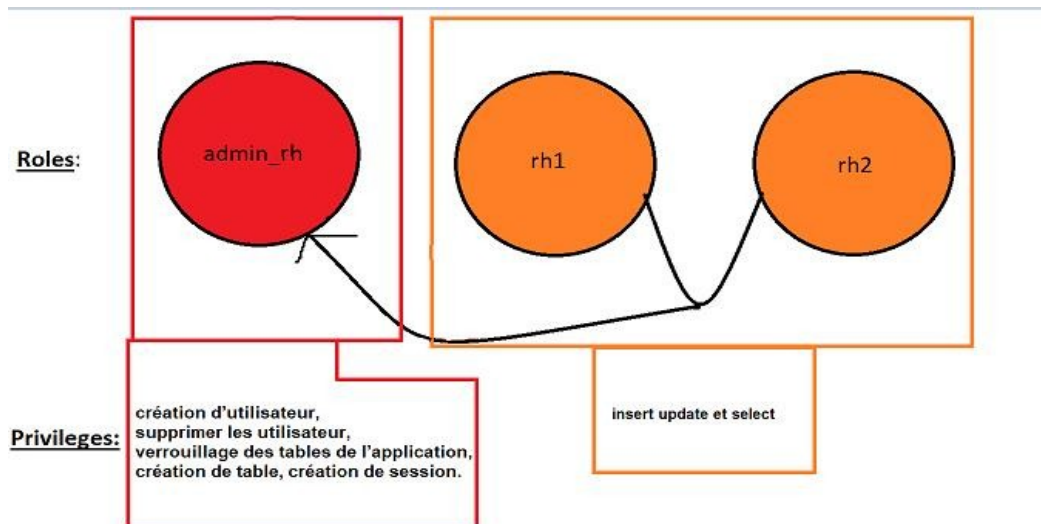 Roles:
admin_rh
rh1
rh2
Privileges:
création d'utilisateur,
supprimer les utilisateur,
verrouillage des tables de l'application,
création de table, création de session.
insert update et select